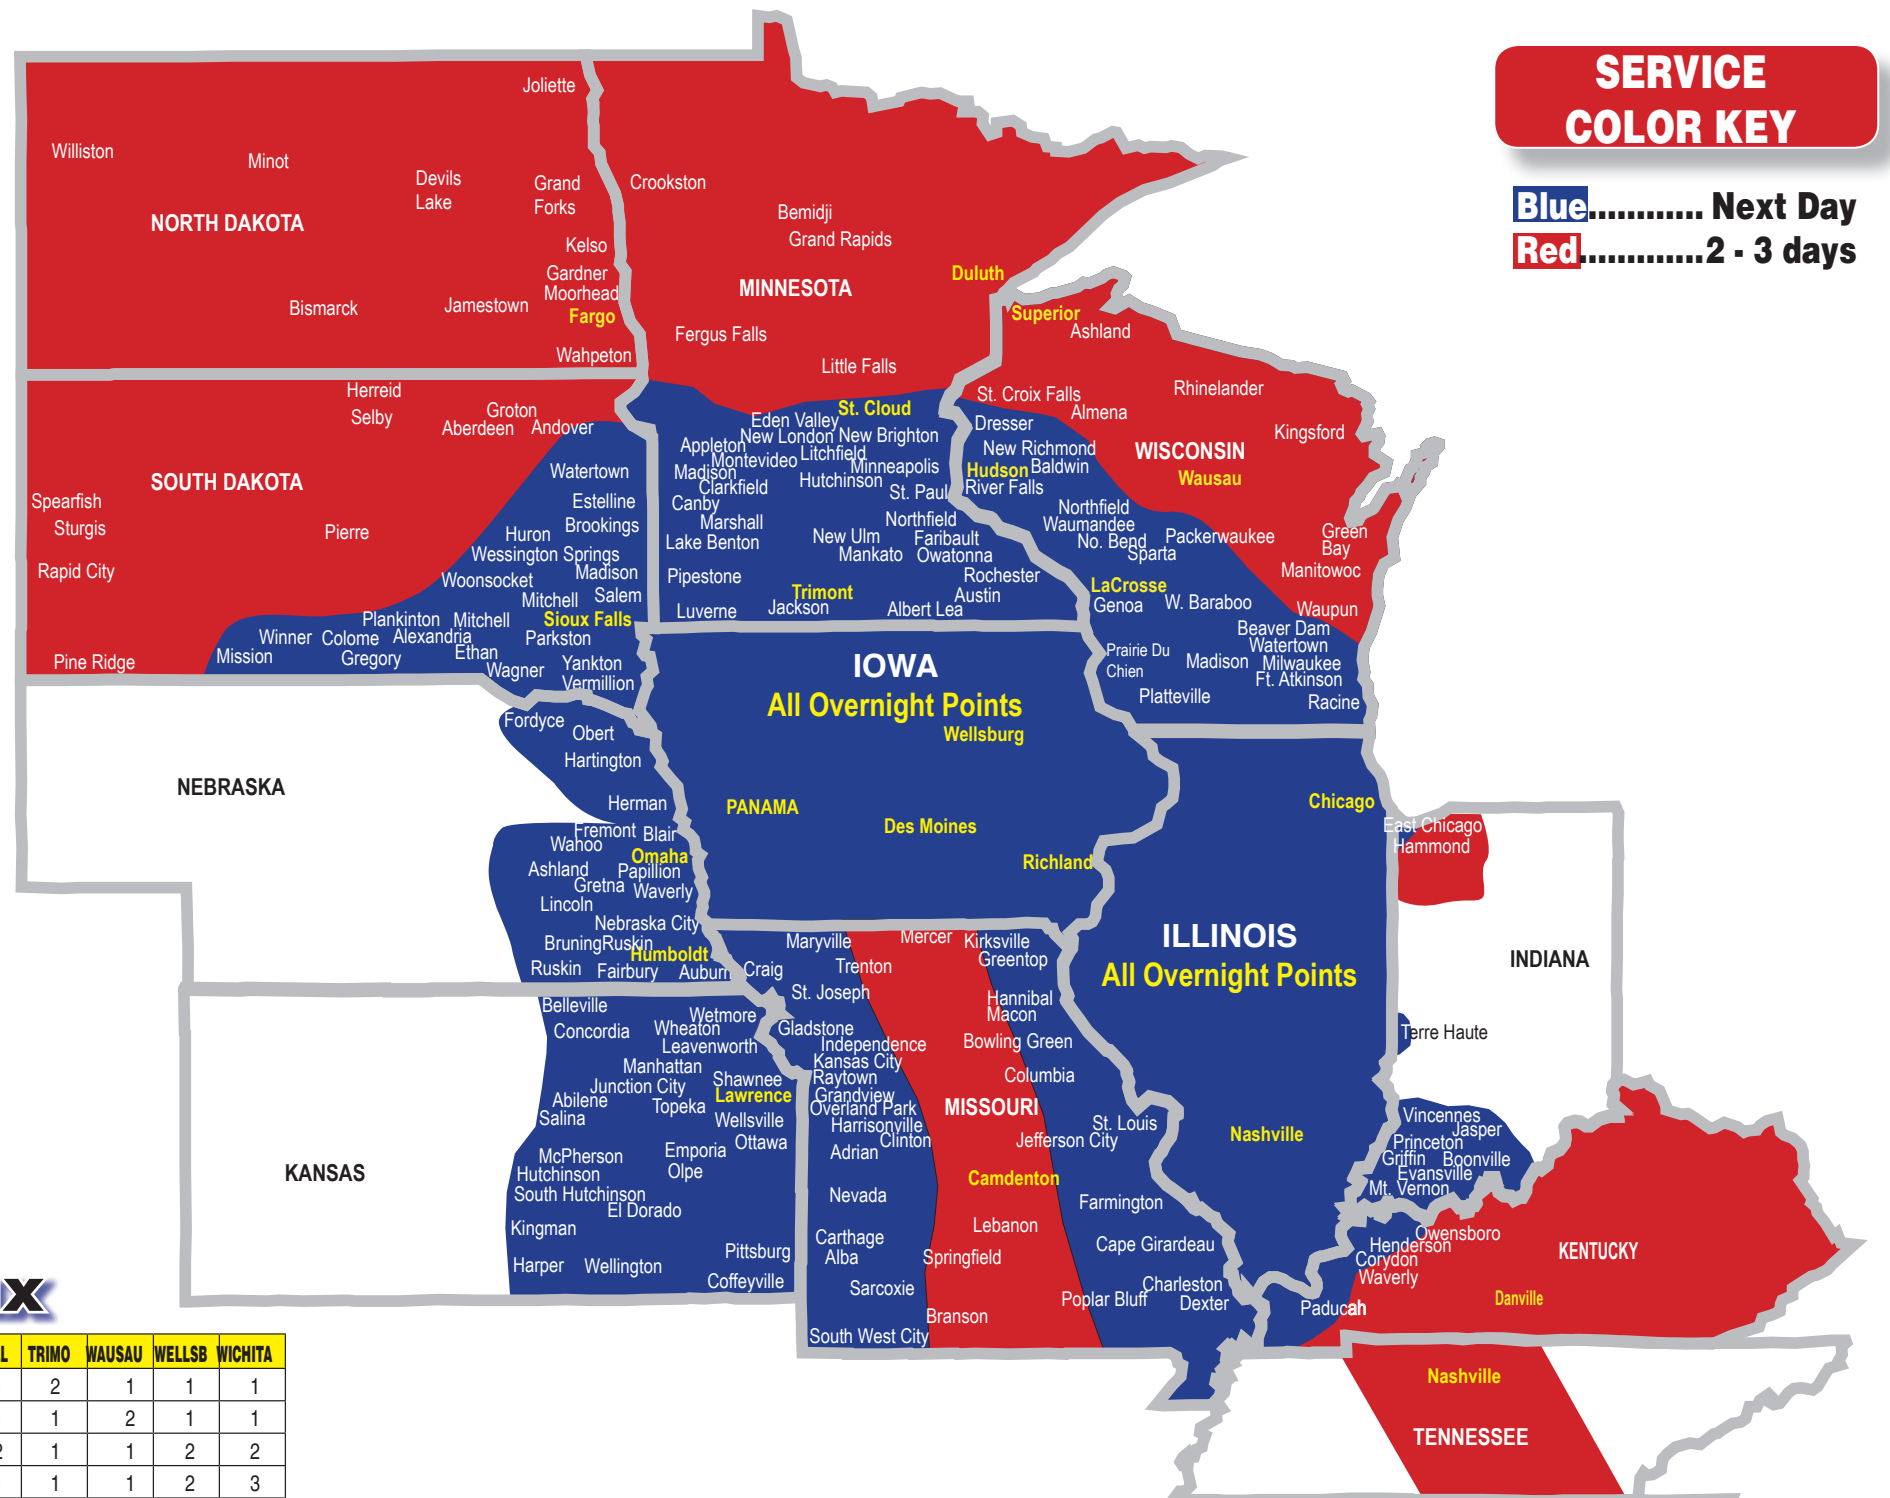 SERVICE
COLOR KEY
Blue............ Next Day
Red.............2 - 3 days
Joliette
Williston
Minot
Devils
Lake
Grand
Forks
NORTH DAKOTA
Kelso
Gardner
Moorhead
Fargo
Bismarck
Jamestown
Wahpeton
Crookston
Bemidji
Grand Rapids
MINNESOTA
Duluth
Fergus Falls
Little Falls
Superior
Ashland
St. Croix Falls
Rhinelander
Almena
Kingsford
WISCONSIN
Wausau
Dresser
New Richmond
Hudson Baldwin
River Falls
Northfield
Waumandee
No. Bend
Sparta
Packerwaukee
Green
Bay
Manitowoc
LaCrosse
Genoa
W. Baraboo
Waupun
Beaver Dam
Watertown
Prairie Du
Chien
Madison
Milwaukee
Ft. Atkinson
Platteville
Racine
Herreid
Selby
Groton
Aberdeen
Andover
SOUTH DAKOTA
Watertown
Spearfish
Sturgis
Estelline
Brookings
Pierre
Huron
Wessington Springs
Rapid City
Woonsocket
Madison
Mitchell
Salem
Plankinton
Mitchell
Sioux Falls
Winner
Colome
Alexandria
Parkston
Mission
Gregory
Ethan
Pine Ridge
Wagner
Yankton
Vermillion
St. Cloud
Eden Valley
New London
New Brighton
Appleton
Litchfield
Montevideo
Minneapolis
Madison
Clarkfield
Hutchinson
St. Paul
Canby
Marshall
Northfield
Lake Benton
New Ulm
Faribault
Mankato
Owatonna
Pipestone
Rochester
Trimont
Austin
Luverne
Jackson
Albert Lea
IOWA
All Overnight Points
Wellsburg
PANAMA
Des Moines
Richland
Fordyce
Obert
Hartington
NEBRASKA
Herman
Fremont
Blair
Wahoo
Omaha
Ashland
Papillion
Gretna
Waverly
Lincoln
Nebraska City
Bruning
Ruskin
Humboldt
Ruskin
Fairbury
Auburn
Chicago
East Chicago
Hammond
ILLINOIS
All Overnight Points
INDIANA
Terre Haute
Nashville
Vincennes
Jasper
Princeton
Griffin
Boonville
Evansville
Mt. Vernon
Maryville
Mercer
Kirksville
Greentop
Craig
Trenton
St. Joseph
Hannibal
Macon
Gladstone
Independence
Bowling Green
Kansas City
Raytown
Columbia
Grandview
Overland Park
MISSOURI
Harrisonville
St. Louis
Clinton
Jefferson City
Adrian
Camdenton
Nevada
Farmington
Lebanon
Carthage
Alba
Springfield
Cape Girardeau
Sarcoxie
Charleston
Poplar Bluff
Dexter
Branson
South West City
Belleville
Wetmore
Concordia
Wheaton
Leavenworth
Manhattan
Junction City
Shawnee
Lawrence
Abilene
Topeka
Salina
Wellsville
Ottawa
Emporia
McPherson
Olpe
Hutchinson
KANSAS
South Hutchinson
El Dorado
Kingman
Pittsburg
Harper
Wellington
Coffeyville
Owensboro
Henderson
Corydon
Waverly
KENTUCKY
Danville
Paducah
Nashville
TENNESSEE
X
L TRIMO WAUSAU WELLSB WICHITA
2 1 1 1
1 2 1 1
2 1 1 2 2
1 1 2 3